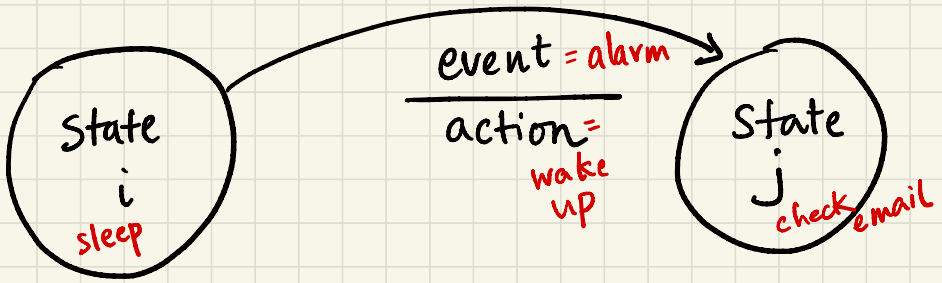 event = alarm
action =
wake
up
state
i
sleep
state
j
check email